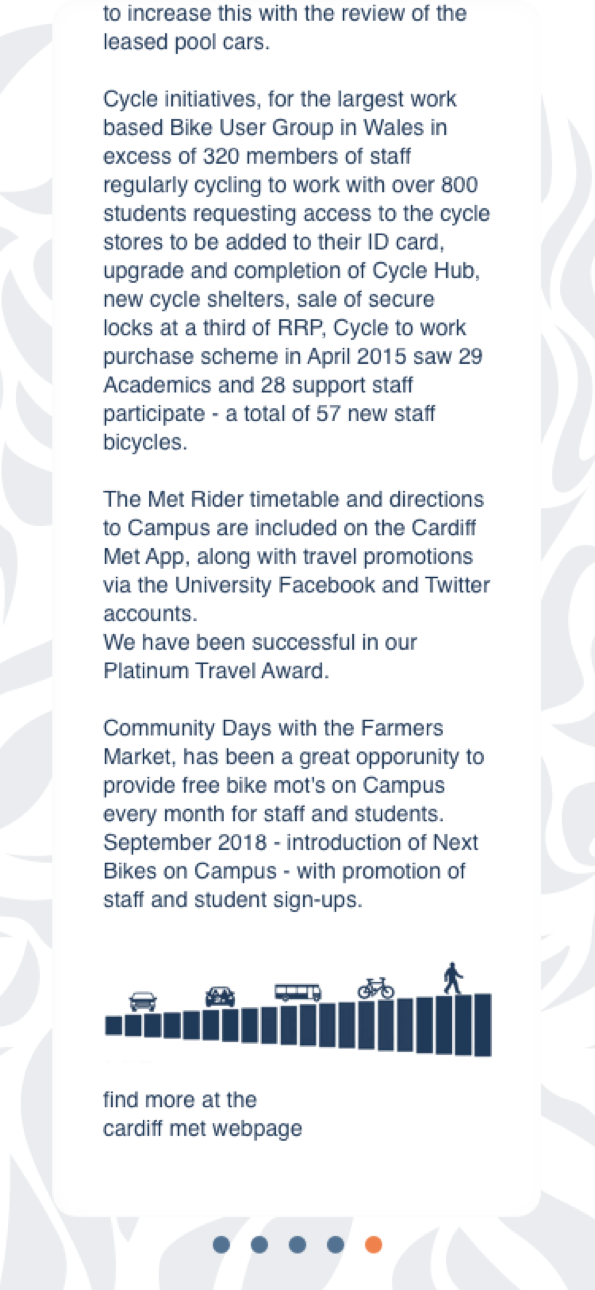 to increase this with the review of the
leased pool cars.
Cycle initiatives, for the largest work
based Bike User Group in Wales in
excess of 320 members of staff
regularly cycling to work with over 800
students requesting access to the cycle
stores to be added to their ID card,
upgrade and completion of Cycle Hub,
new cycle shelters, sale of secure
locks at a third of RRP, Cycle to work
purchase scheme in April 2015 saw 29
Academics and 28 support staff
participate - a total of 57 new staff
bicycles.
The Met Rider timetable and directions
to Campus are included on the Cardiff
Met App, along with travel promotions
via the University Facebook and Twitter
accounts.
We have been successful in our
Platinum Travel Award.
Community Days with the Farmers
Market, has been a great opporunity to
provide free bike mot's on Campus
every month for staff and students.
September 2018 - introduction of Next
Bikes on Campus - with promotion of
staff and student sign-ups.
find more at the
cardiff met webpage